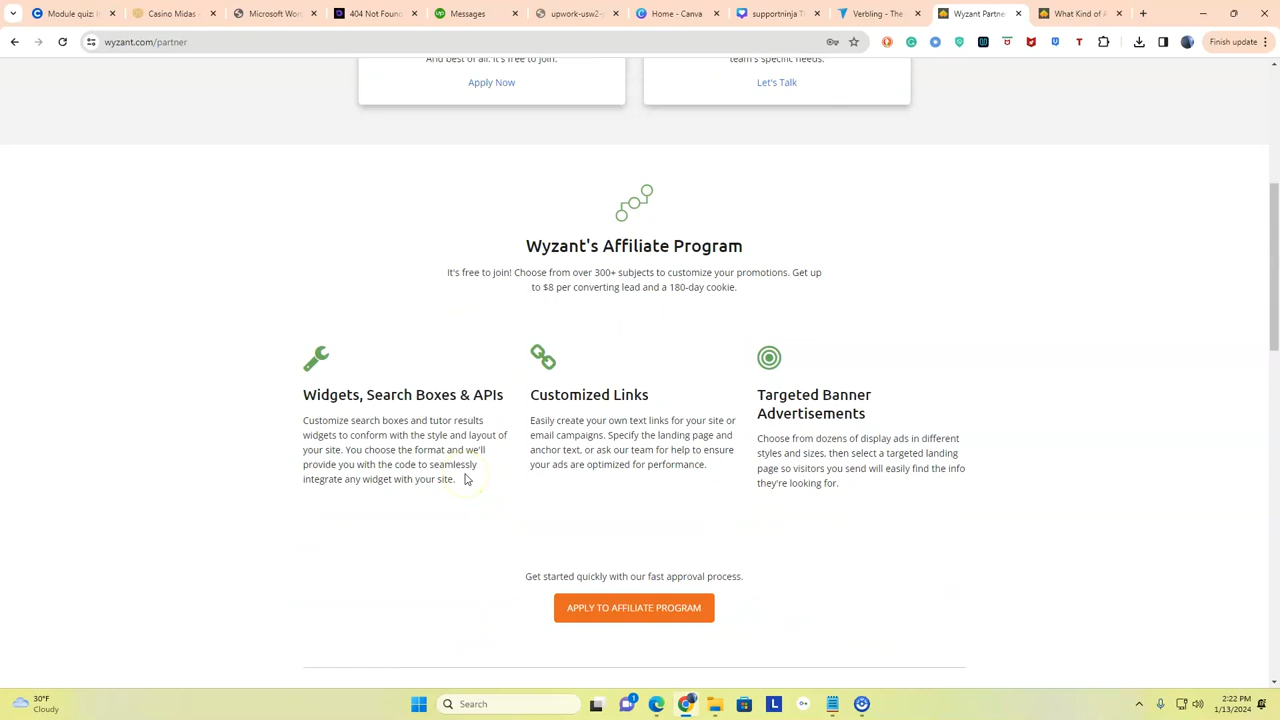 Module quiz: I
Casino Midas
Microsoft Wor
404 Not Foun
Messages
upwork-usw2-
Home - Canva
supportninja T
Verbling - The
Wyzant Partne
What Kind of A
wyzant.com/partner
Finish update
And best of all. It's free to join.
team's specific needs.
Apply Now
Let's Talk
Wyzant's Affiliate Program
It's free to join! Choose from over 300+ subjects to customize your promotions. Get up
to $8 per converting lead and a 180-day cookie.
Widgets, Search Boxes & APIs
Customize search boxes and tutor results
widgets to conform with the style and layout of
your site. You choose the format and we'll
provide you with the code to seamlessly
integrate any widget with your site.
Customized Links
Easily create your own text links for your site or
email campaigns. Specify the landing page and
anchor text, or ask our team for help to ensure
your ads are optimized for performance.
Targeted Banner
Advertisements
Choose from dozens of display ads in different
styles and sizes, then select a targeted landing
page so visitors you send will easily find the info
they're looking for.
Get started quickly with our fast approval process.
APPLY TO AFFILIATE PROGRAM
30°F
Cloudy
Search
2:22 PM
1/13/2024